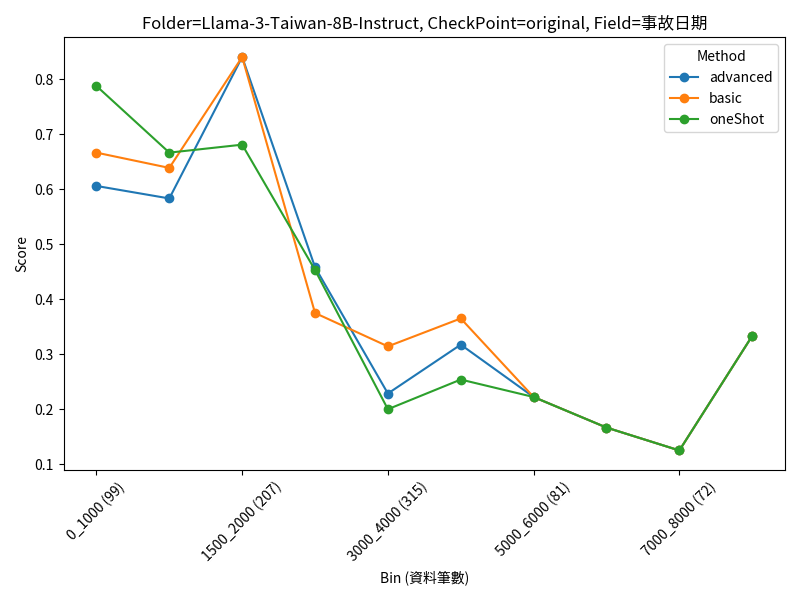 Folder=Llama-3-Taiwan-8B-Instruct, CheckPoint=original, Field=事故日期
Method
advanced
basic
oneShot
0.8
0.7
0.6
0.5
0.4
0.3
0.2
0.1
Score
0_1000 (99)
1500_2000 (207)
3000_4000 (315)
5000_6000 (81)
7000_8000 (72)
Bin (資料筆數)